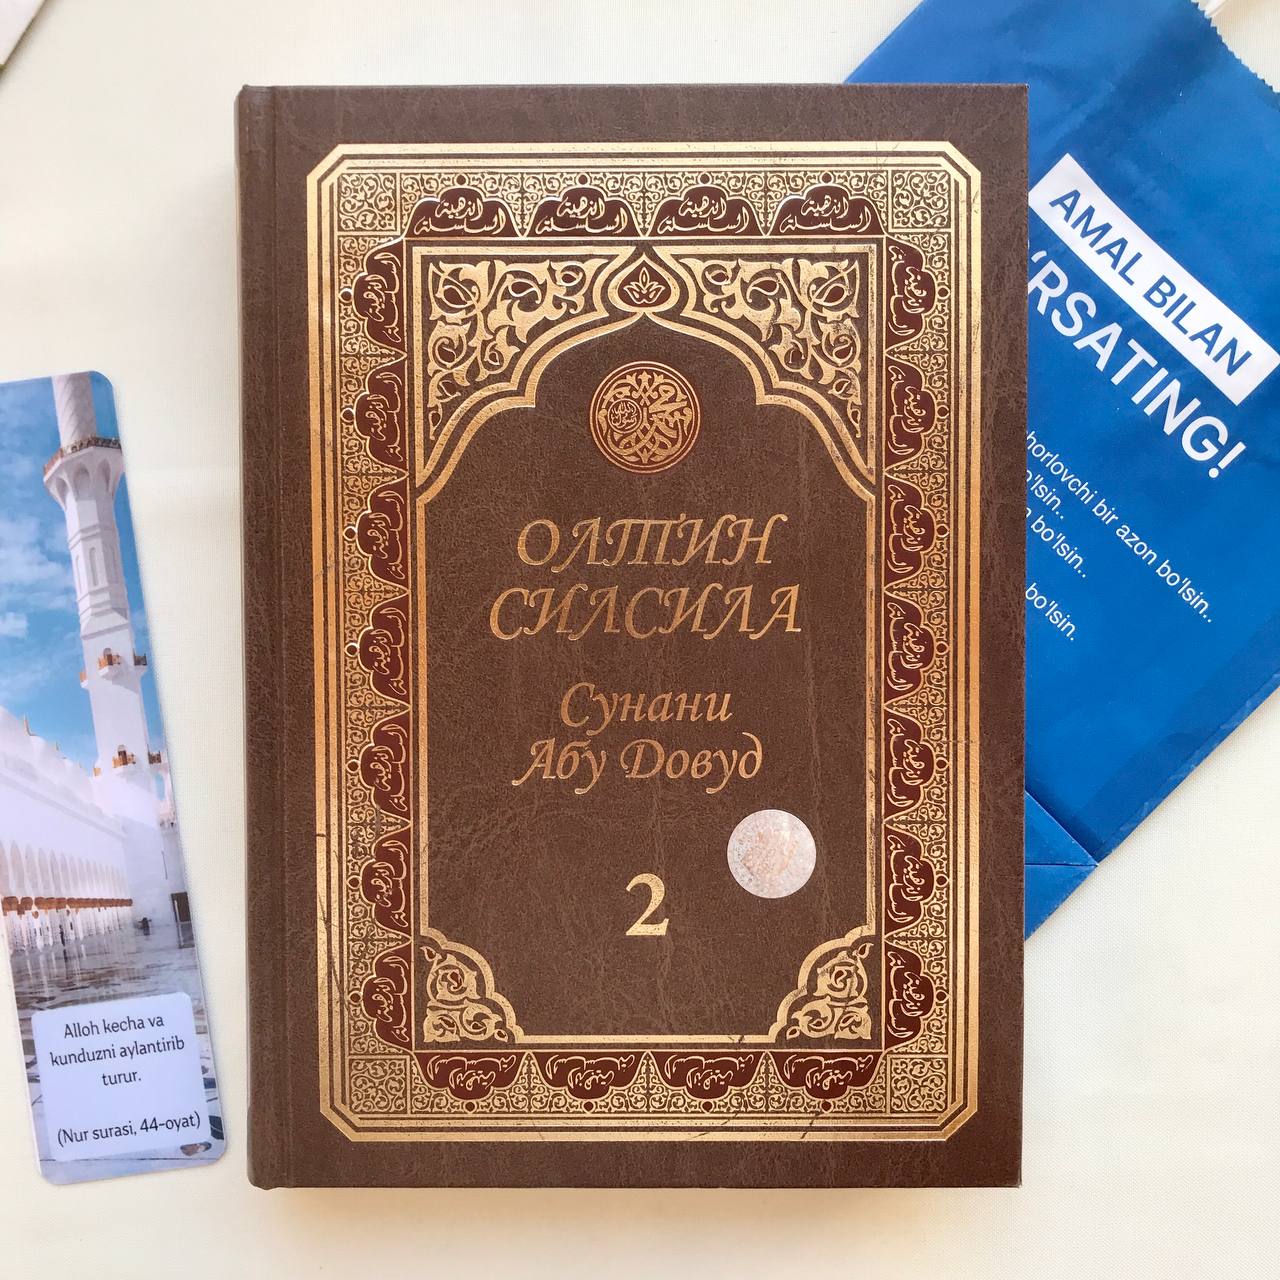 ОЛТИН
СИЛСИЛА
Сунани
Абу Довуд
2
AMAL BILAN
'RSATING!
horlovchi bir azon bo'lsin..
o'lsin..
n bo'lsin..
bo'lsin.
Alloh kecha va
kunduzni aylantirib
turur.
(Nur surasi, 44-oyat)